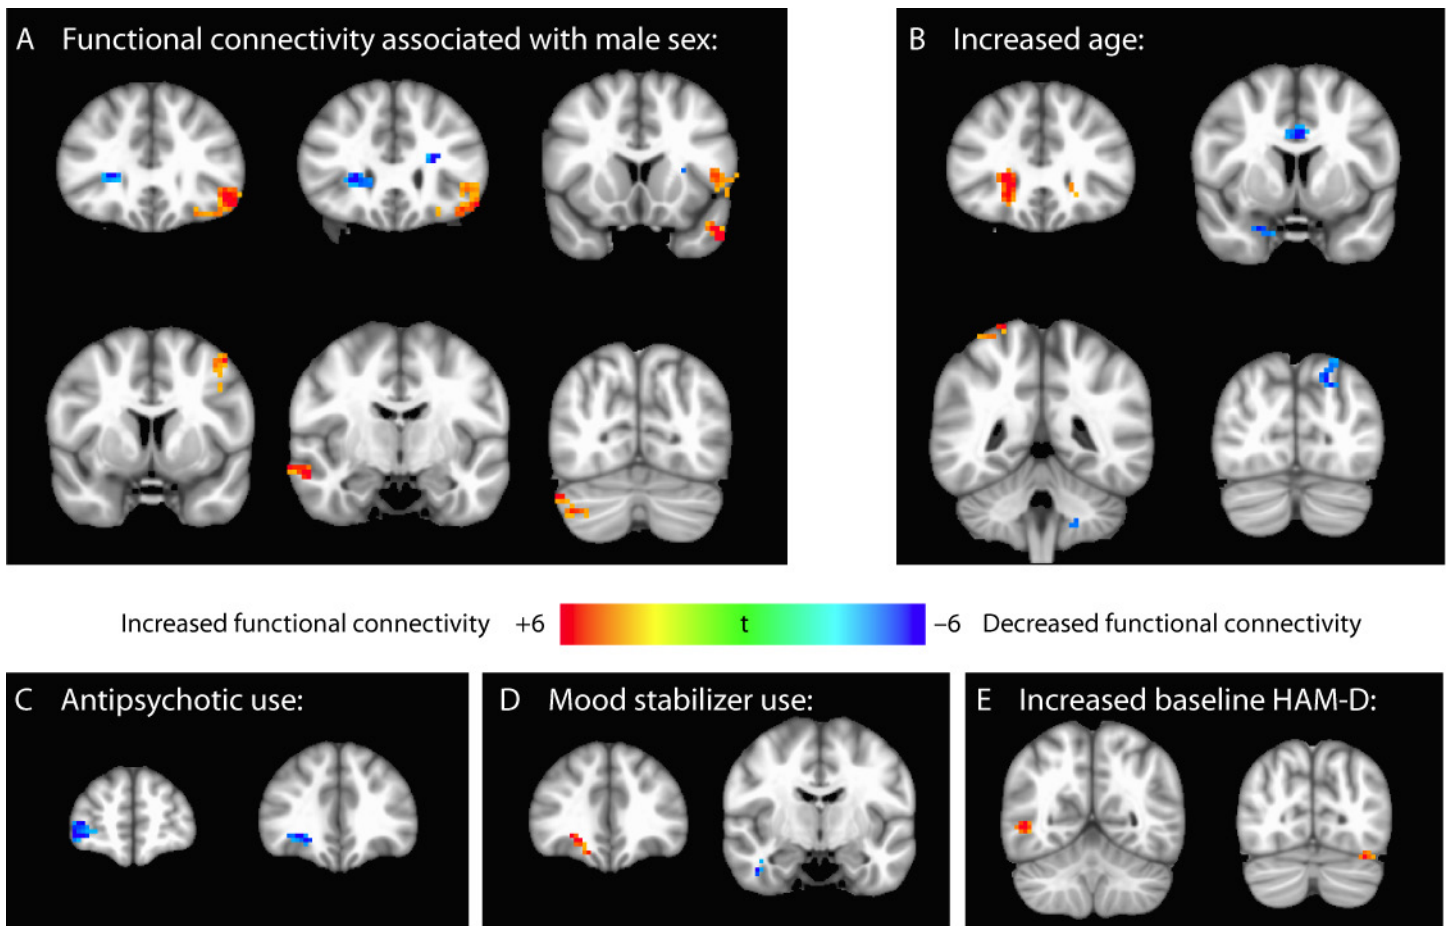 A Functional connectivity associated with male sex:
B Increased age:
Increased functional connectivity +6 t –6 Decreased functional connectivity
C Antipsychotic use:
D Mood stabilizer use:
E Increased baseline HAM-D: